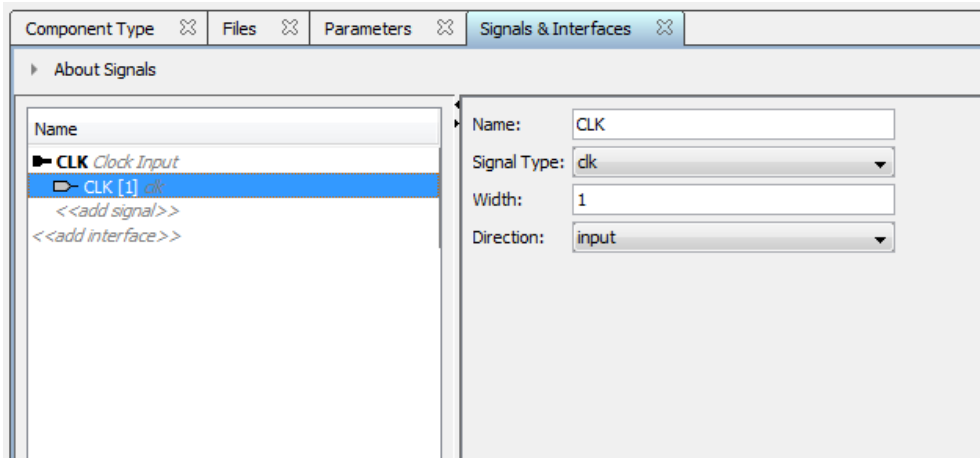 Component Type Files Parameters Signals & Interfaces
About Signals
Name
CLK Clock Input
CLK [1] clk
<<add signal>>
<<add interface>>
Name: CLK
Signal Type: clk
Width: 1
Direction: input